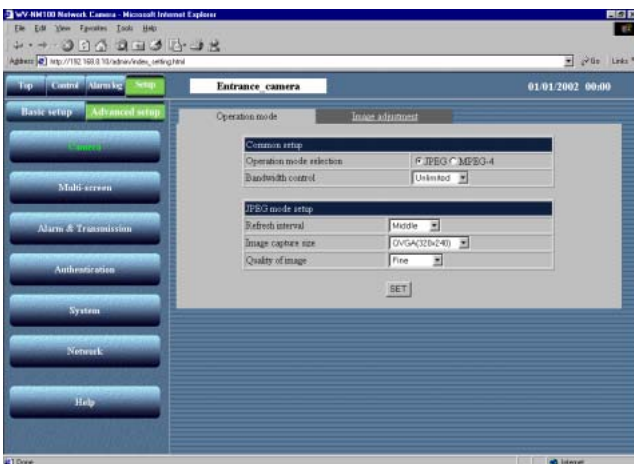 WV-NM100 Network Camera - Microsoft Internet Explorer
File Edit View Favorites Tools Help
Address http://192.168.0.10/admin/index_setting.html
Go Links
Top Control Alarm log Setup
Entrance_camera
01/01/2002 00:00
Basic setup Advanced setup
Operation mode Image adjustment
Camera
Multi-screen
Alarm & Transmission
Authentication
System
Network
Help
Common setup
Operation mode selection JPEG MPEG-4
Bandwidth control Unlimited
JPEG mode setup
Refresh interval Middle
Image capture size QVGA(320x240)
Quality of image Fine
SET
Done
Internet